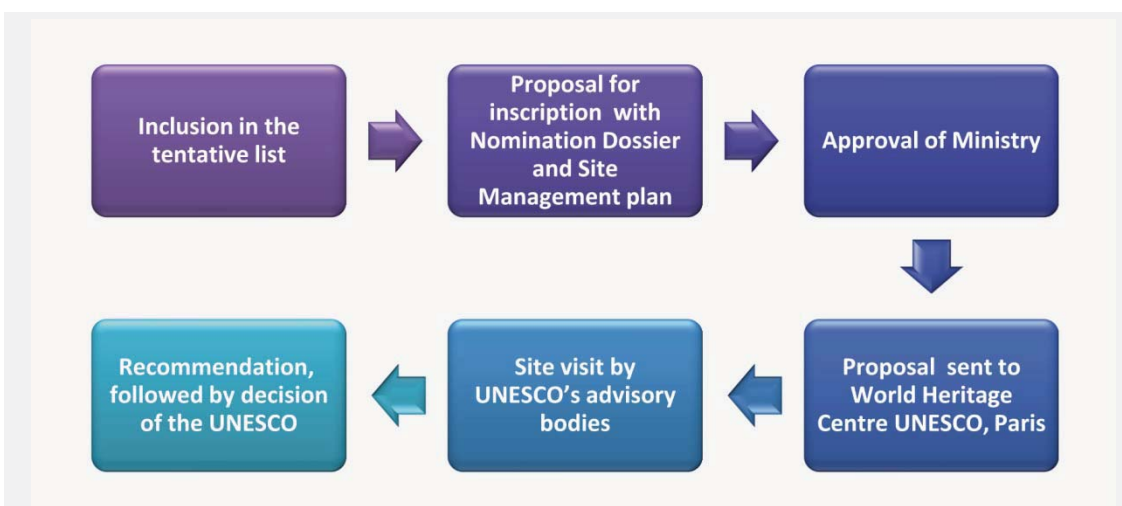 Inclusion in the
tentative list
Proposal for
inscription with
Nomination Dossier
and Site
Management plan
Approval of Ministry
Proposal sent to
World Heritage
Centre UNESCO, Paris
Site visit by
UNESCO’s advisory
bodies
Recommendation,
followed by decision
of the UNESCO